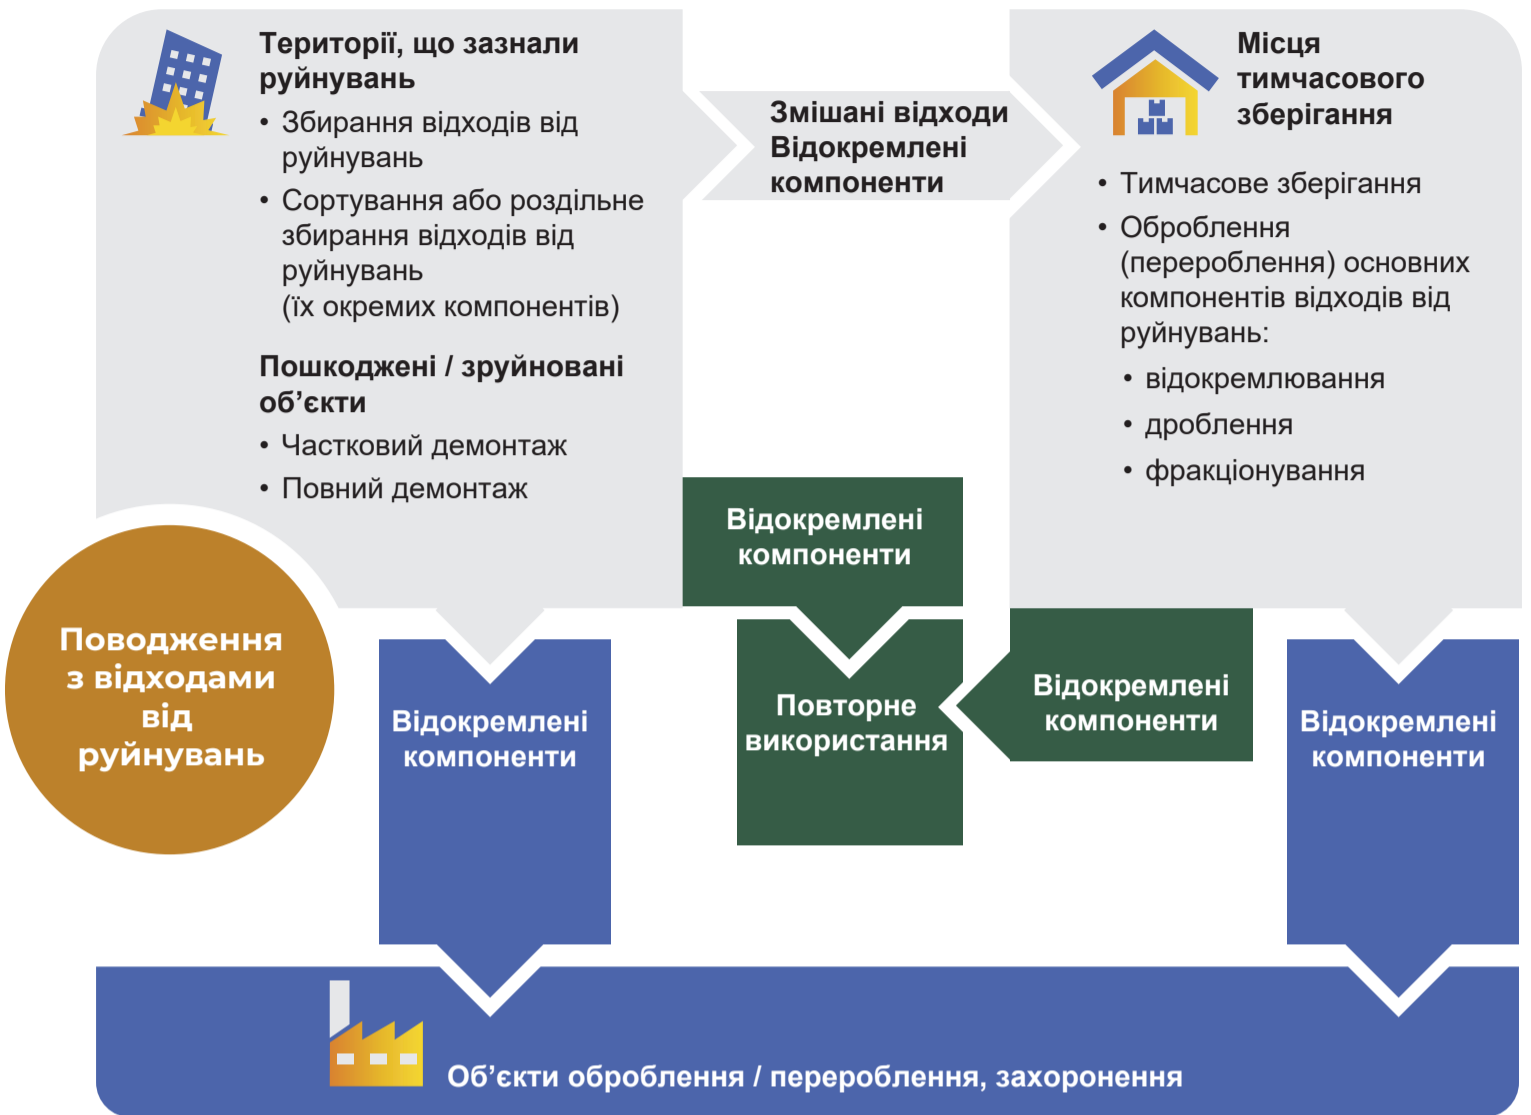 Території, що зазнали
руйнувань
• Збирання відходів від
руйнувань
• Сортування або роздільне
збирання відходів від
руйнувань
(їх окремих компонентів)
Пошкоджені / зруйновані
об’єкти
• Частковий демонтаж
• Повний демонтаж
Змішані відходи
Відокремлені
компоненти
Місця
тимчасового
зберігання
• Тимчасове зберігання
• Оброблення
(перероблення) основних
компонентів відходів від
руйнувань:
• відокремлювання
• дроблення
• фракціонування
Поводження
з відходами
від
руйнувань
Відокремлені
компоненти
Відокремлені
компоненти
Повторне
використання
Відокремлені
компоненти
Відокремлені
компоненти
Об’єкти оброблення / перероблення, захоронення